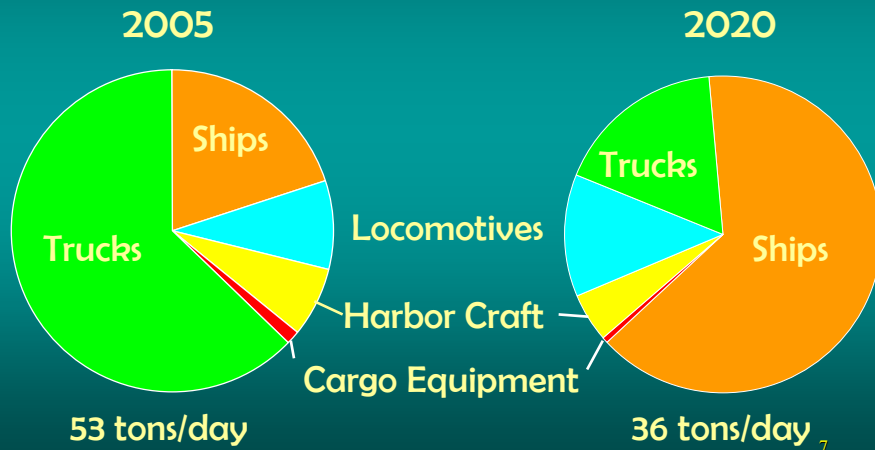 2005
2020
Ships
Trucks
Trucks
Locomotives
Ships
Harbor Craft
Cargo Equipment
53 tons/day
36 tons/day
7